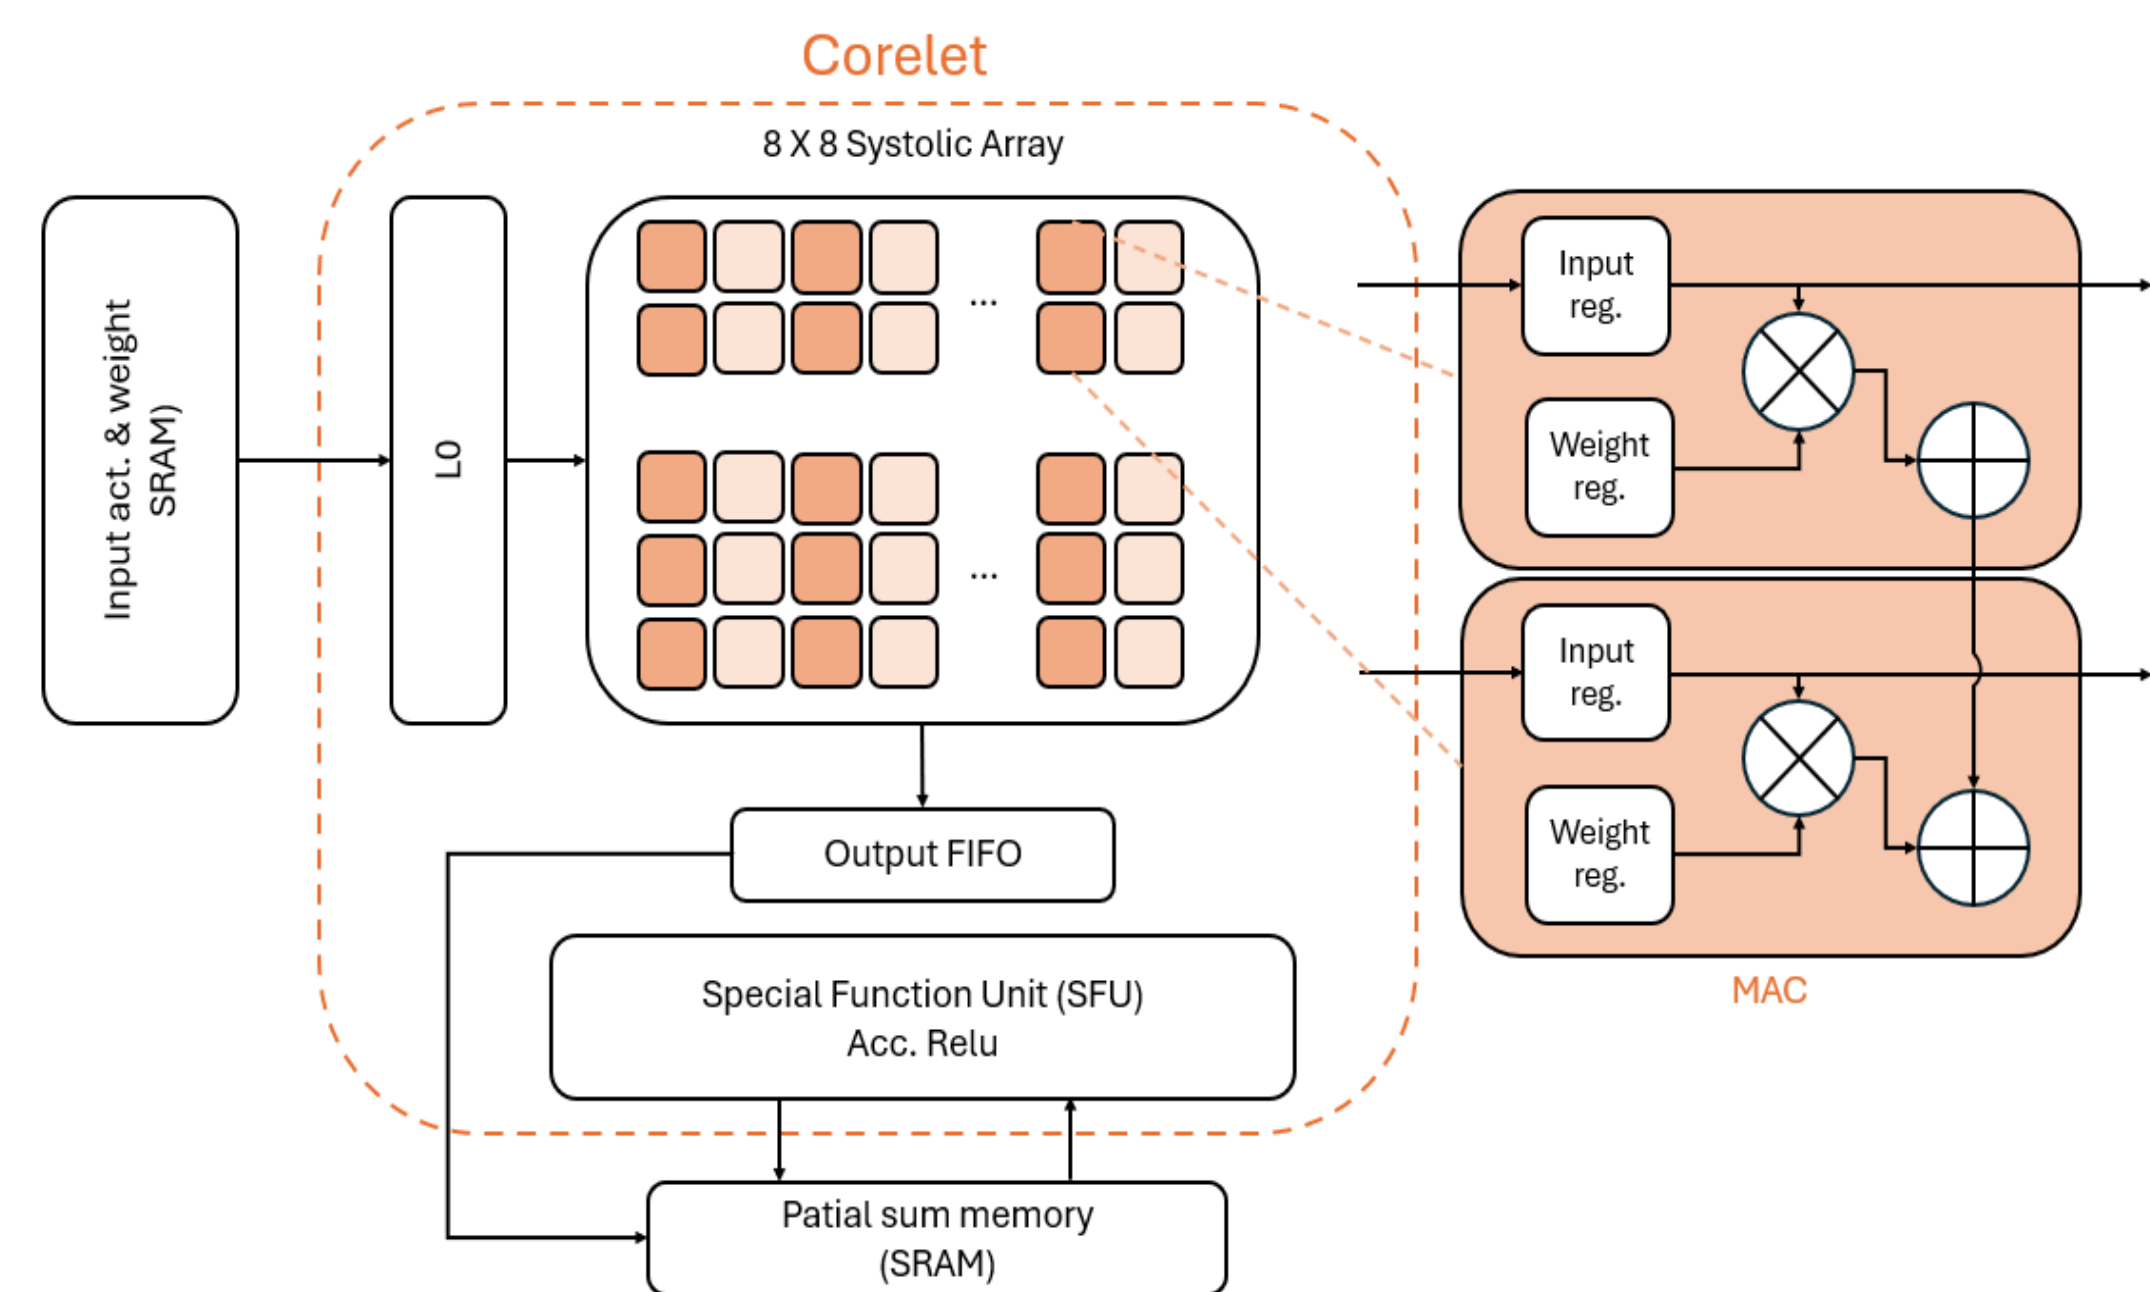 Corelet
8 X 8 Systolic Array
Input act. & weight
SRAM)
L0
...
...
Output FIFO
Special Function Unit (SFU)
Acc. Relu
Patial sum memory
(SRAM)
Input
reg.
Weight
reg.
Input
reg.
Weight
reg.
MAC